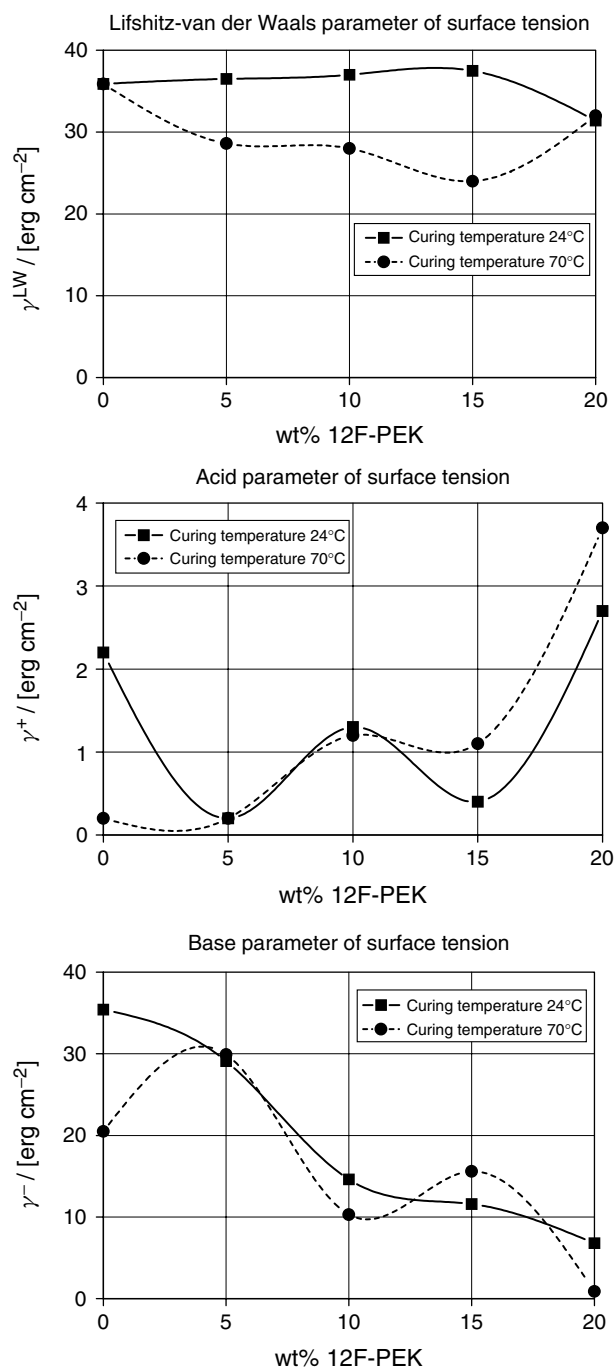 Lifshitz-van der Waals parameter of surface tension
40
30
20
10
0
γ^LW / [erg cm⁻²]
Curing temperature 24°C
Curing temperature 70°C
0 5 10 15 20
wt% 12F-PEK
Acid parameter of surface tension
4
3
2
1
0
γ⁺ / [erg cm⁻²]
Curing temperature 24°C
Curing temperature 70°C
0 5 10 15 20
wt% 12F-PEK
Base parameter of surface tension
40
30
20
10
0
γ⁻ / [erg cm⁻²]
Curing temperature 24°C
Curing temperature 70°C
0 5 10 15 20
wt% 12F-PEK